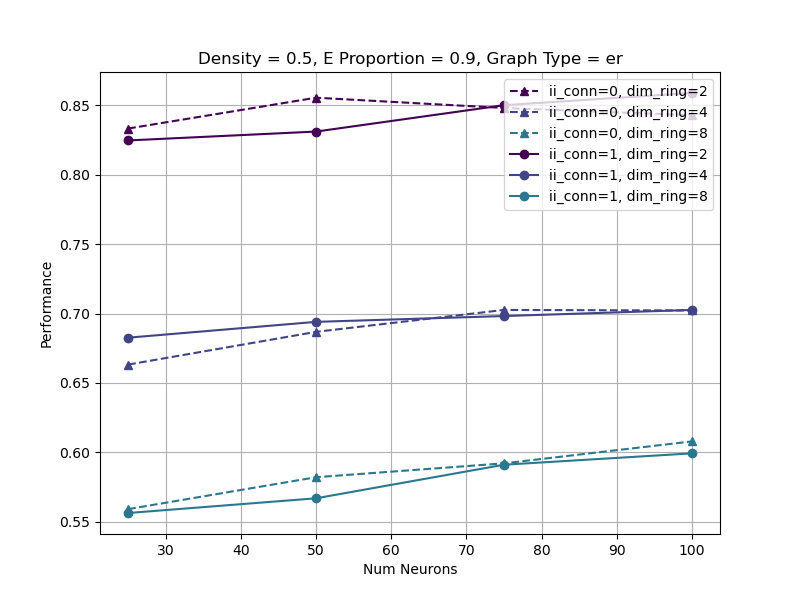 Density = 0.5, E Proportion = 0.9, Graph Type = er
ii_conn=0, dim_ring=2
ii_conn=0, dim_ring=4
ii_conn=0, dim_ring=8
ii_conn=1, dim_ring=2
ii_conn=1, dim_ring=4
ii_conn=1, dim_ring=8
Performance
0.85
0.80
0.75
0.70
0.65
0.60
0.55
30 40 50 60 70 80 90 100
Num Neurons